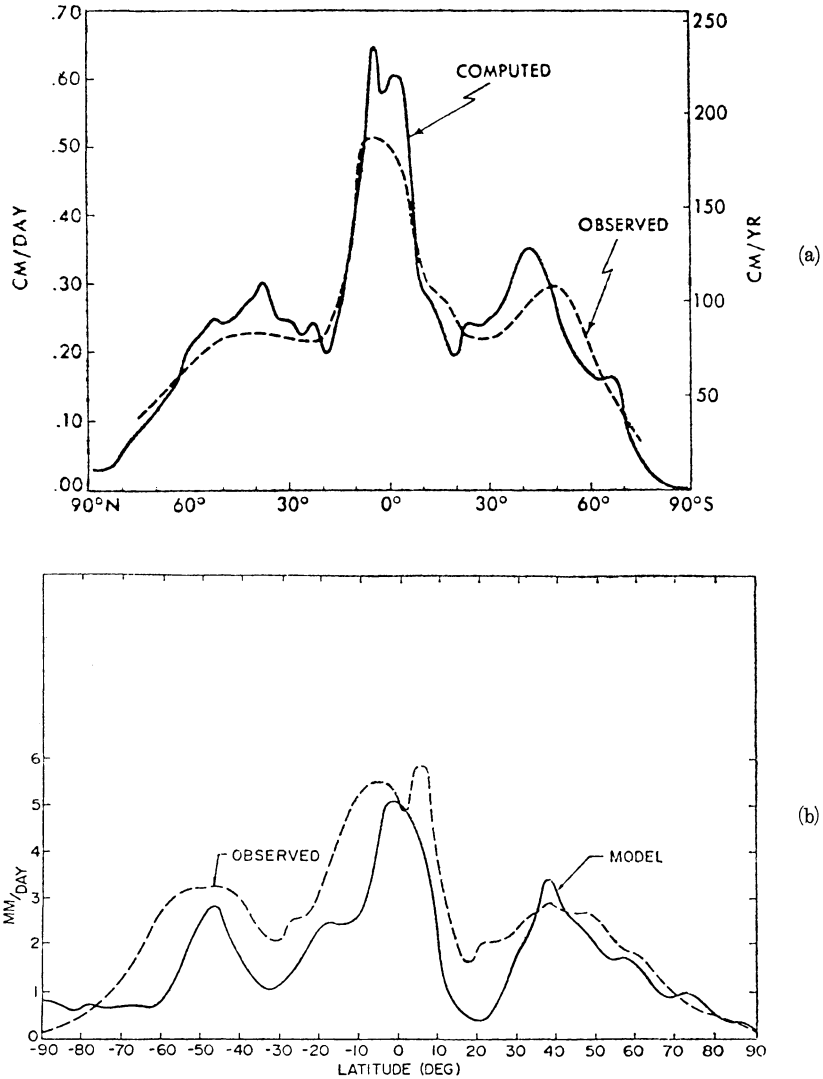 .70
.60
.50
.40
.30
.20
.10
.00
CM/DAY
250
200
150
100
50
CM/YR
COMPUTED
OBSERVED
90°N 60° 30° 0° 30° 60° 90°S
(a)
6
5
4
3
2
1
0
MM/DAY
OBSERVED
MODEL
-90 -80 -70 -60 -50 -40 -30 -20 -10 0 10 20 30 40 50 60 70 80 90
LATITUDE (DEG)
(b)